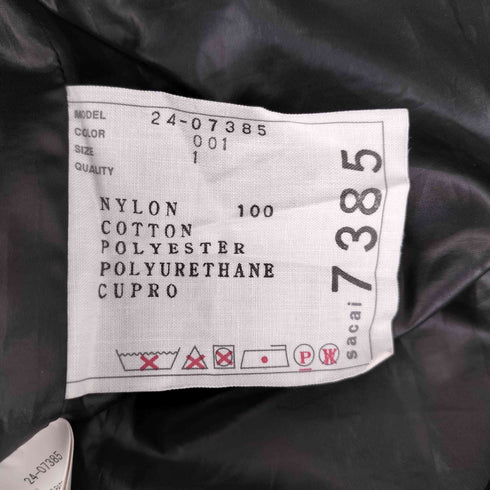 MODEL 24-07385
COLOR 001
SIZE 1
QUALITY
NYLON 100
COTTON
POLYESTER
POLYURETHANE
CUPRO
P W
sacai 7385
24-07385